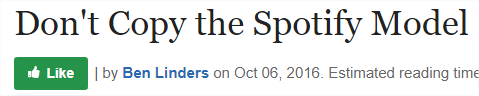 Don't Copy the Spotify Model
Like | by Ben Linders on Oct 06, 2016. Estimated reading time